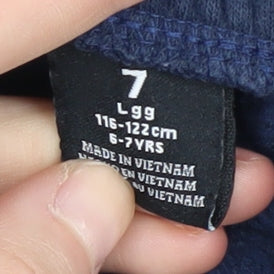 7
Lgg
116-122cm
6-7YRS
MADE IN VIETNAM
EN VIETNAM
VIETNAM